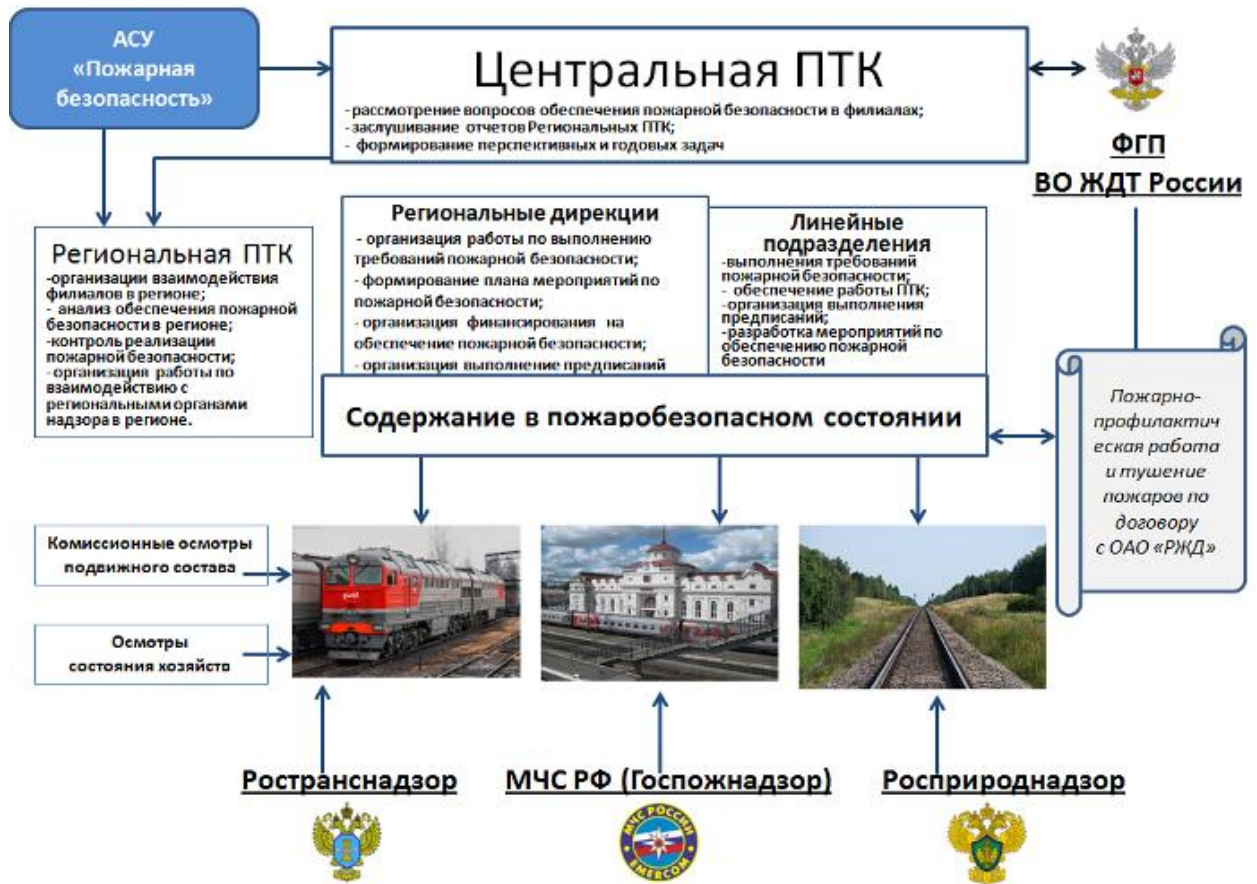 АСУ
«Пожарная
безопасность»
Центральная ПТК
-рассмотрение вопросов обеспечения пожарной безопасности в филиалах;
-заслушивание отчетов Региональных ПТК;
- формирование перспективных и годовых задач
ФГП
ВО ЖДТ России
Региональная ПТК
-организации взаимодействия
филиалов в регионе;
- анализ обеспечения пожарной
безопасности в регионе;
-контроль реализации
пожарной безопасности;
- организация работы по
взаимодействию с
региональными органами
надзора в регионе.
Региональные дирекции
- организация работы по выполнению
требований пожарной безопасности;
- формирование плана мероприятий по
пожарной безопасности;
- организация финансирования на
обеспечение пожарной безопасности;
- организация выполнение предписаний
Линейные
подразделения
-выполнения требований
пожарной безопасности;
- обеспечение работы ПТК;
-организация выполнения
предписаний;
-разработка мероприятий по
обеспечению пожарной
безопасности
Содержание в пожаробезопасном состоянии
Пожарно-
профилактич
еская работа
и тушение
пожаров по
договору
с ОАО «РЖД»
Комиссионные осмотры
подвижного состава
Осмотры
состояния хозяйств
Ространснадзор
МЧС РФ (Госпожнадзор)
Росприроднадзор
МЧС РОССИИ
EMERCOM